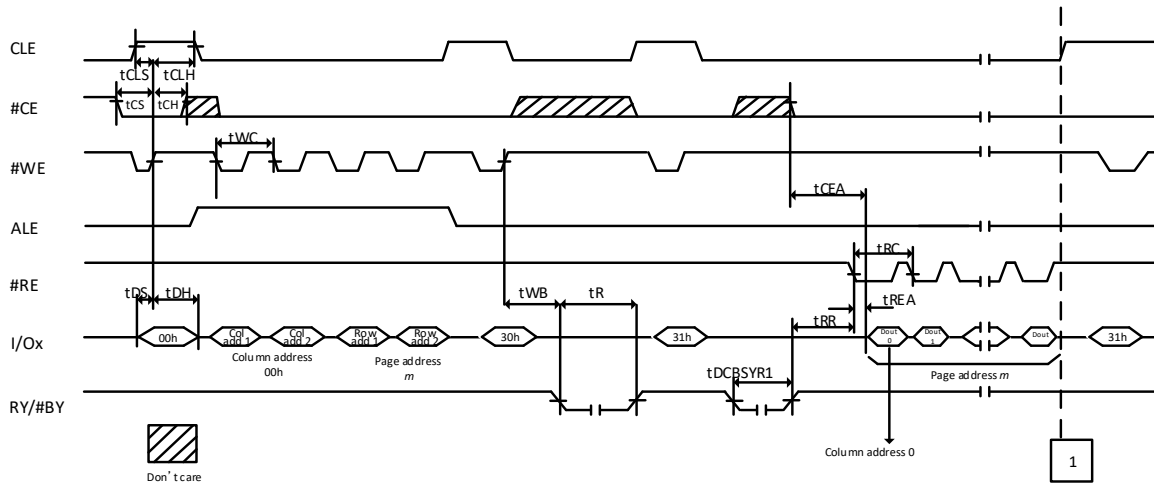 CLE
tCLS tCLH
#CE
tCS tCH
tWC
#WE
tCEA
ALE
tRC
#RE
tDS tDH
tWB tR
tREA
tRR
I/Ox
00h
Col add 1
Col add 2
Row add 1
Row add 2
30h
31h
Dout 0
Dout 1
Dout
31h
Column address 00h
Page address m
tDCBSYR1
Page address m
RY/#BY
Column address 0
1
Don't care